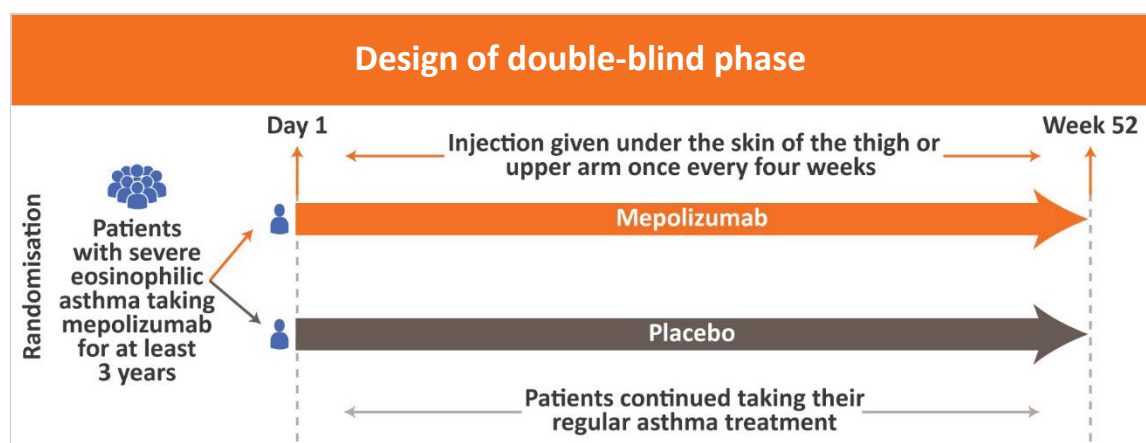 Design of double-blind phase
Day 1
Injection given under the skin of the thigh or
upper arm once every four weeks
Week 52
Randomisation
Patients
with severe
eosinophilic
asthma taking
mepolizumab
for at least
3 years
Mepolizumab
Placebo
Patients continued taking their
regular asthma treatment